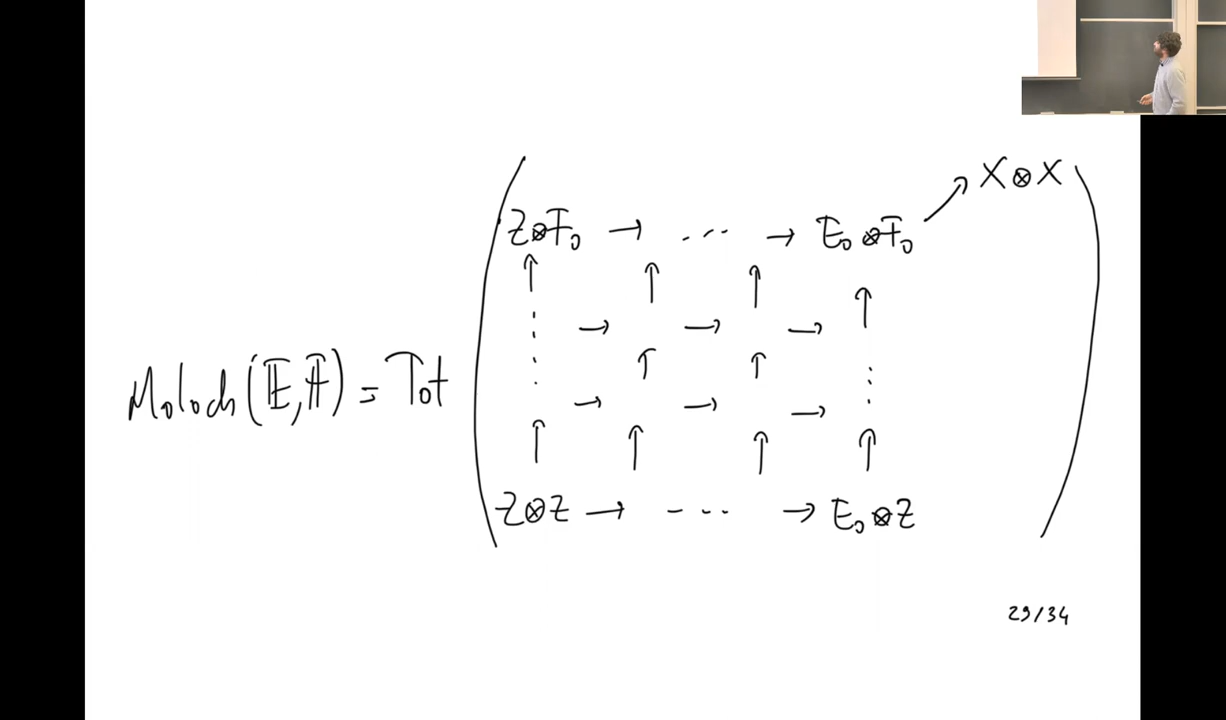 X⊗X
Z⊗F₀ → ... → E₀⊗F₀ ↗
↑ ↑ ↑ ↑
⋮ → → →
↑ ↑
Moloch(𝔼,𝔽) = Tot
→ → →
↑ ↑ ↑ ↑
Z⊗Z → ... → E₀⊗Z
29/34